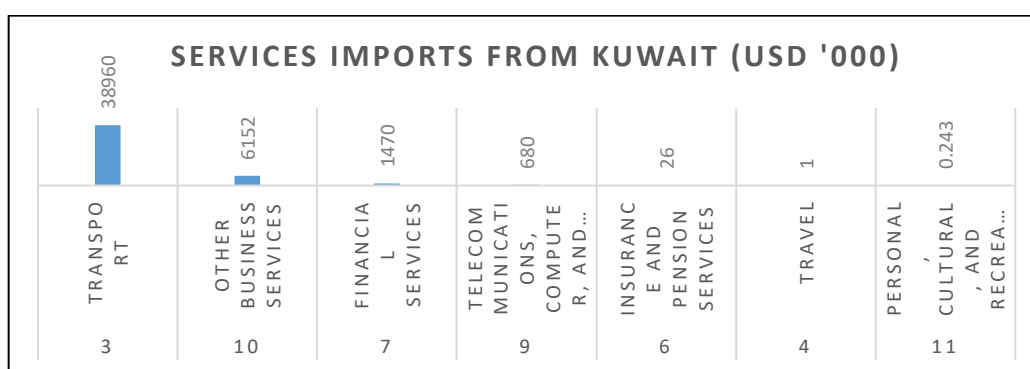 SERVICES IMPORTS FROM KUWAIT (USD '000)
38960
6152
1470
680
26
1
0.243
TRANSPO
RT
OTHER
BUSINESS
SERVICES
FINANCIA
L
SERVICES
TELECOM
MUNICATI
ONS,
COMPUTE
R, AND…
INSURANC
E AND
PENSION
SERVICES
TRAVEL
PERSONAL
,
CULTURAL
, AND
RECREA…
3
10
7
9
6
4
11